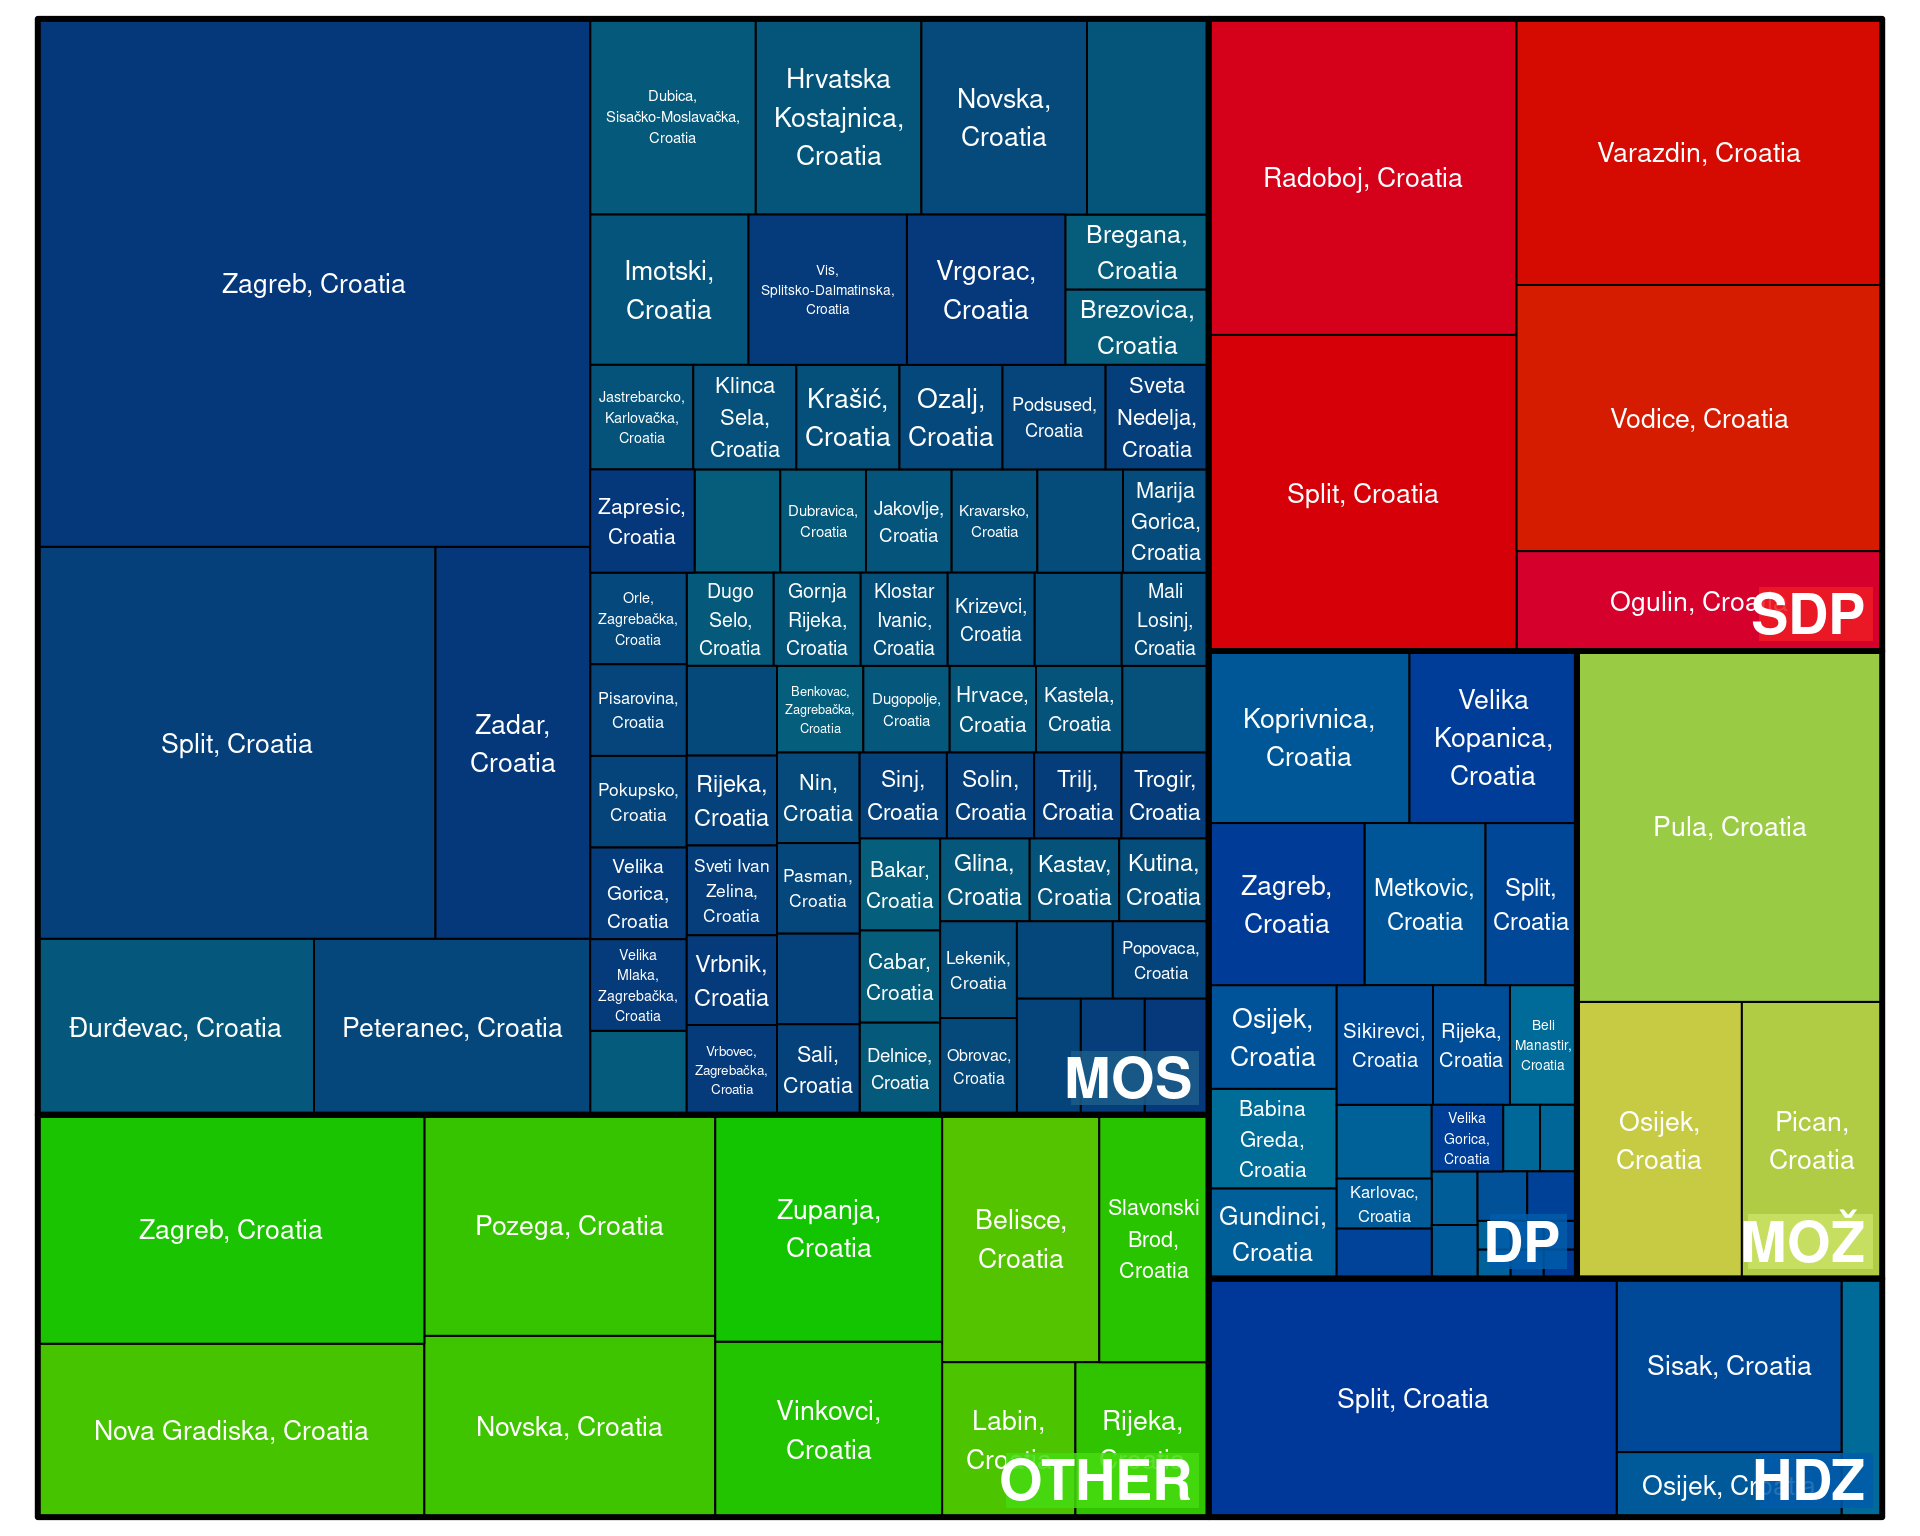 Zagreb, Croatia
Split, Croatia
Zadar,
Croatia
Đurđevac, Croatia
Peteranec, Croatia
Dubica,
Sisačko-Moslavačka,
Croatia
Hrvatska
Kostajnica,
Croatia
Novska,
Croatia
Imotski,
Croatia
Vis,
Splitsko-Dalmatinska,
Croatia
Vrgorac,
Croatia
Bregana,
Croatia
Brezovica,
Croatia
Jastrebarcko,
Karlovačka,
Croatia
Klinca
Sela,
Croatia
Krašić,
Croatia
Ozalj,
Croatia
Podsused,
Croatia
Sveta
Nedelja,
Croatia
Zapresic,
Croatia
Dubravica,
Croatia
Jakovlje,
Croatia
Kravarsko,
Croatia
Marija
Gorica,
Croatia
Orle,
Zagrebačka,
Croatia
Dugo
Selo,
Croatia
Gornja
Rijeka,
Croatia
Klostar
Ivanic,
Croatia
Krizevci,
Croatia
Mali
Losinj,
Croatia
Pisarovina,
Croatia
Benkovac,
Zagrebačka,
Croatia
Dugopolje,
Croatia
Hrvace,
Croatia
Kastela,
Croatia
Pokupsko,
Croatia
Rijeka,
Croatia
Nin,
Croatia
Sinj,
Croatia
Solin,
Croatia
Trilj,
Croatia
Trogir,
Croatia
Velika
Gorica,
Croatia
Sveti Ivan
Zelina,
Croatia
Pasman,
Croatia
Bakar,
Croatia
Glina,
Croatia
Kastav,
Croatia
Kutina,
Croatia
Velika
Mlaka,
Zagrebačka,
Croatia
Vrbnik,
Croatia
Cabar,
Croatia
Lekenik,
Croatia
Popovaca,
Croatia
Vrbovec,
Zagrebačka,
Croatia
Sali,
Croatia
Delnice,
Croatia
Obrovac,
Croatia
MOS
Radoboj, Croatia
Varazdin, Croatia
Split, Croatia
Vodice, Croatia
Ogulin, Croatia
SDP
Koprivnica,
Croatia
Velika
Kopanica,
Croatia
Zagreb,
Croatia
Metkovic,
Croatia
Split,
Croatia
Osijek,
Croatia
Sikirevci,
Croatia
Rijeka,
Croatia
Beli
Manastir,
Croatia
Babina
Greda,
Croatia
Velika
Gorica,
Croatia
Gundinci,
Croatia
Karlovac,
Croatia
DP
Pula, Croatia
Osijek,
Croatia
Pican,
Croatia
MOŽ
Zagreb, Croatia
Pozega, Croatia
Zupanja,
Croatia
Belisce,
Croatia
Slavonski
Brod,
Croatia
Nova Gradiska, Croatia
Novska, Croatia
Vinkovci,
Croatia
Labin,
Croatia
Rijeka,
Croatia
OTHER
Split, Croatia
Sisak, Croatia
Osijek, Croatia
HDZ